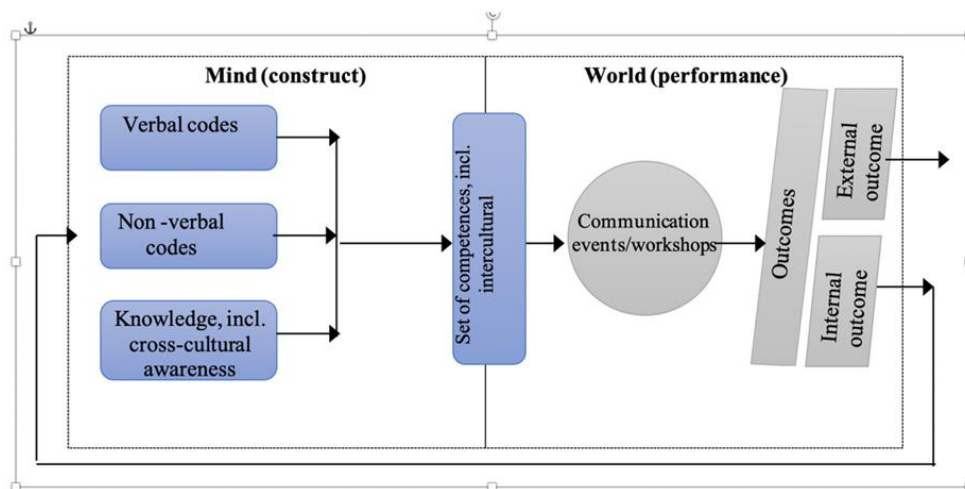 Mind (construct)
World (performance)
Verbal codes
Non -verbal
codes
Knowledge, incl.
cross-cultural
awareness
Set of competences, incl.
intercultural
Communication
events/workshops
Outcomes
External
outcome
Internal
outcome